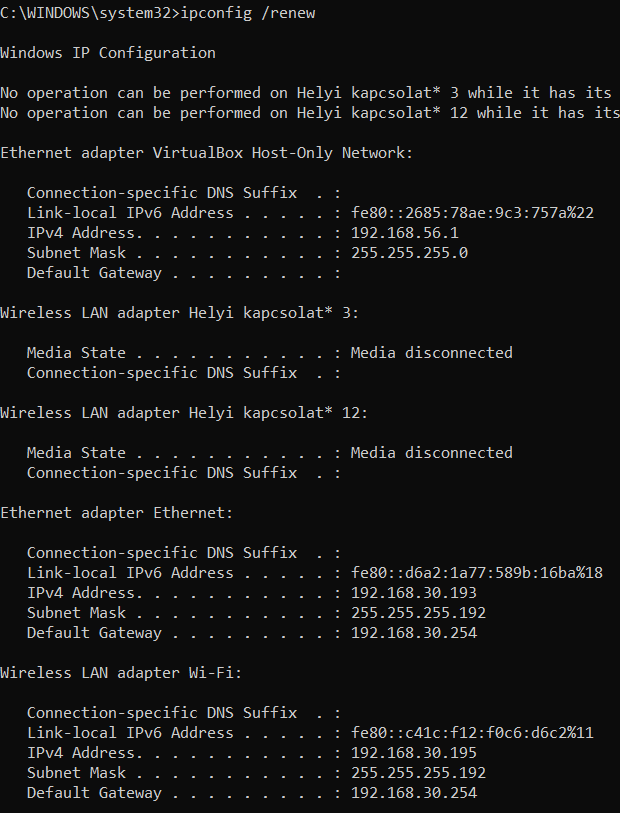 C:\WINDOWS\system32>ipconfig /renew
Windows IP Configuration
No operation can be performed on Helyi kapcsolat* 3 while it has its
No operation can be performed on Helyi kapcsolat* 12 while it has its
Ethernet adapter VirtualBox Host-Only Network:
   Connection-specific DNS Suffix  . :
   Link-local IPv6 Address . . . . . : fe80::2685:78ae:9c3:757a%22
   IPv4 Address. . . . . . . . . . . : 192.168.56.1
   Subnet Mask . . . . . . . . . . . : 255.255.255.0
   Default Gateway . . . . . . . . . :
Wireless LAN adapter Helyi kapcsolat* 3:
   Media State . . . . . . . . . . . : Media disconnected
   Connection-specific DNS Suffix  . :
Wireless LAN adapter Helyi kapcsolat* 12:
   Media State . . . . . . . . . . . : Media disconnected
   Connection-specific DNS Suffix  . :
Ethernet adapter Ethernet:
   Connection-specific DNS Suffix  . :
   Link-local IPv6 Address . . . . . : fe80::d6a2:1a77:589b:16ba%18
   IPv4 Address. . . . . . . . . . . : 192.168.30.193
   Subnet Mask . . . . . . . . . . . : 255.255.255.192
   Default Gateway . . . . . . . . . : 192.168.30.254
Wireless LAN adapter Wi-Fi:
   Connection-specific DNS Suffix  . :
   Link-local IPv6 Address . . . . . : fe80::c41c:f12:f0c6:d6c2%11
   IPv4 Address. . . . . . . . . . . : 192.168.30.195
   Subnet Mask . . . . . . . . . . . : 255.255.255.192
   Default Gateway . . . . . . . . . : 192.168.30.254